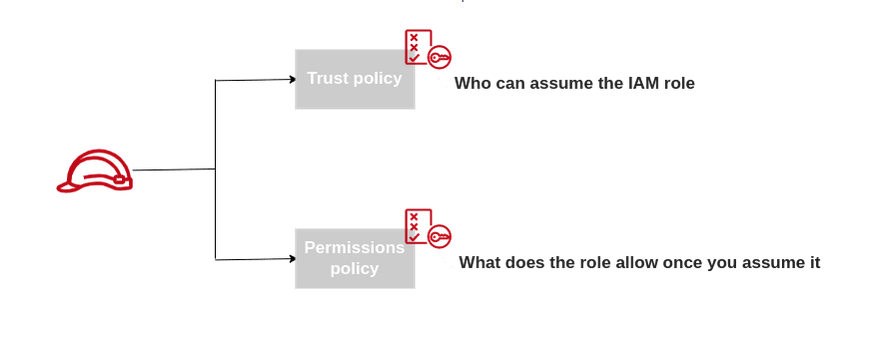 Trust policy
Who can assume the IAM role
Permissions
policy
What does the role allow once you assume it